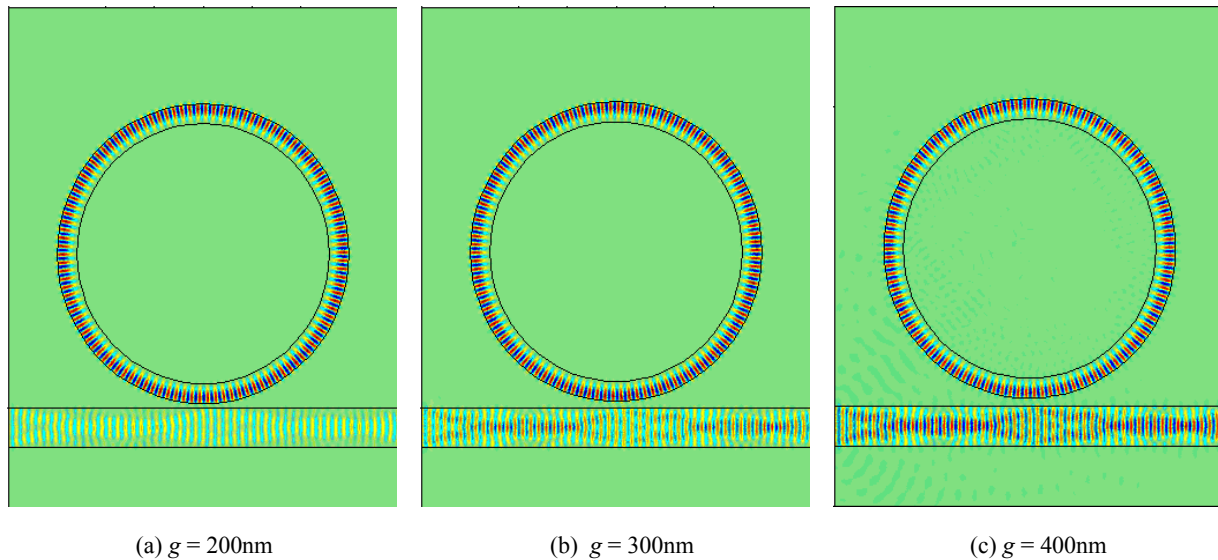 (a) g = 200nm
(b) g = 300nm
(c) g = 400nm